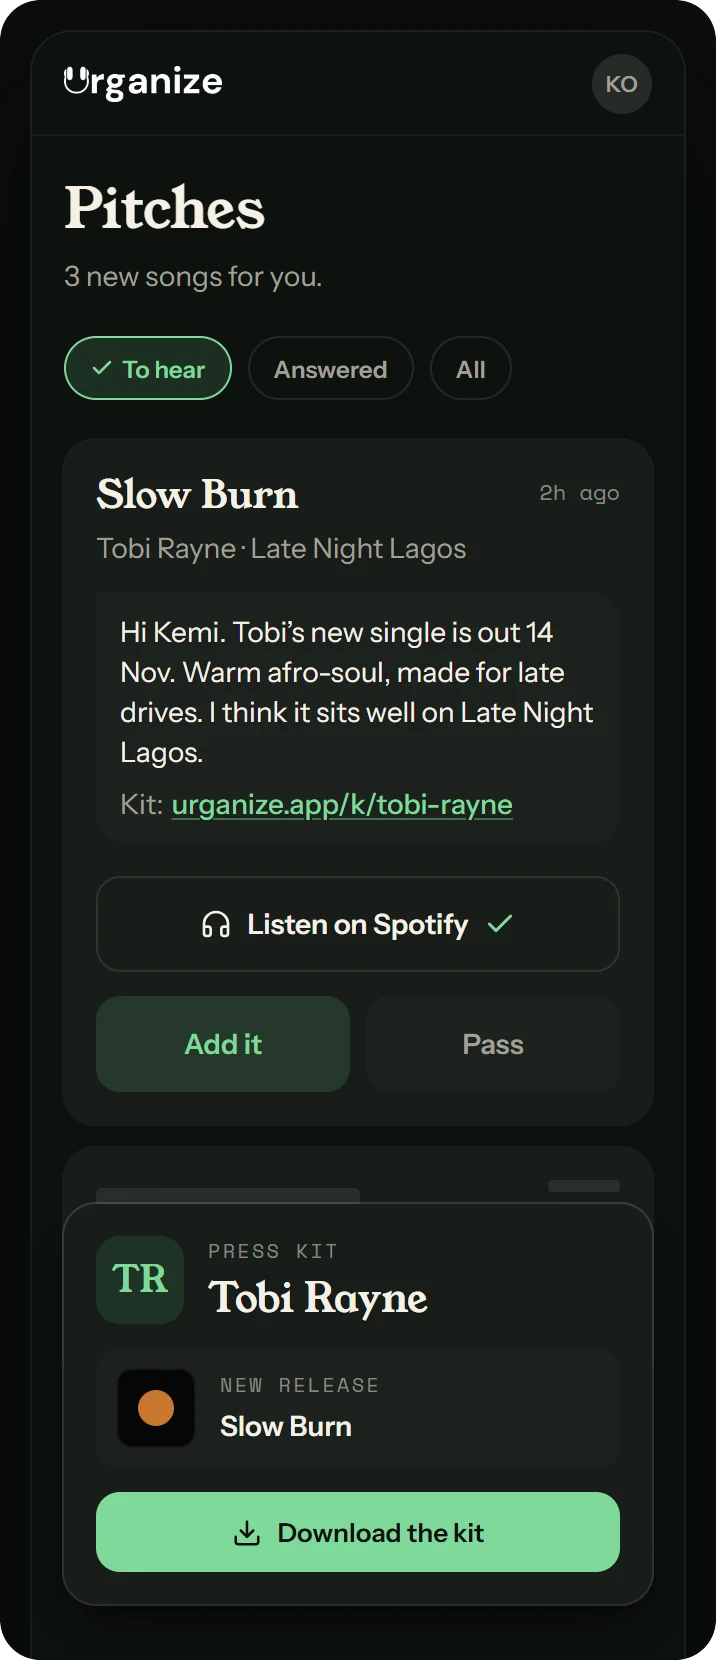 Urganize
KO
Pitches
3 new songs for you.
To hear
Answered
All
Slow Burn
2h ago
Tobi Rayne · Late Night Lagos
Hi Kemi. Tobi’s new single is out 14
Nov. Warm afro-soul, made for late
drives. I think it sits well on Late Night
Lagos.
Kit: urganize.app/k/tobi-rayne
Listen on Spotify
Add it
Pass
TR
PRESS KIT
Tobi Rayne
NEW RELEASE
Slow Burn
Download the kit